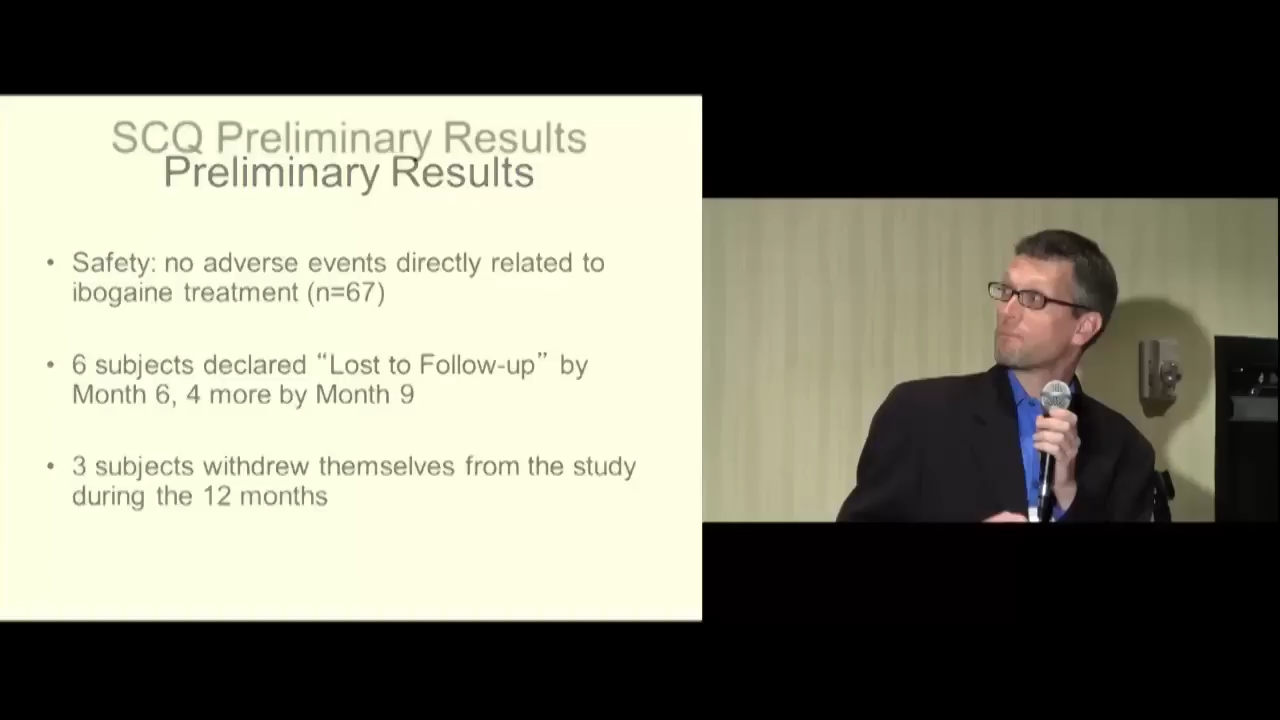 SCQ Preliminary Results
Preliminary Results
• Safety: no adverse events directly related to
ibogaine treatment (n=67)
• 6 subjects declared “Lost to Follow-up” by
Month 6, 4 more by Month 9
• 3 subjects withdrew themselves from the study
during the 12 months